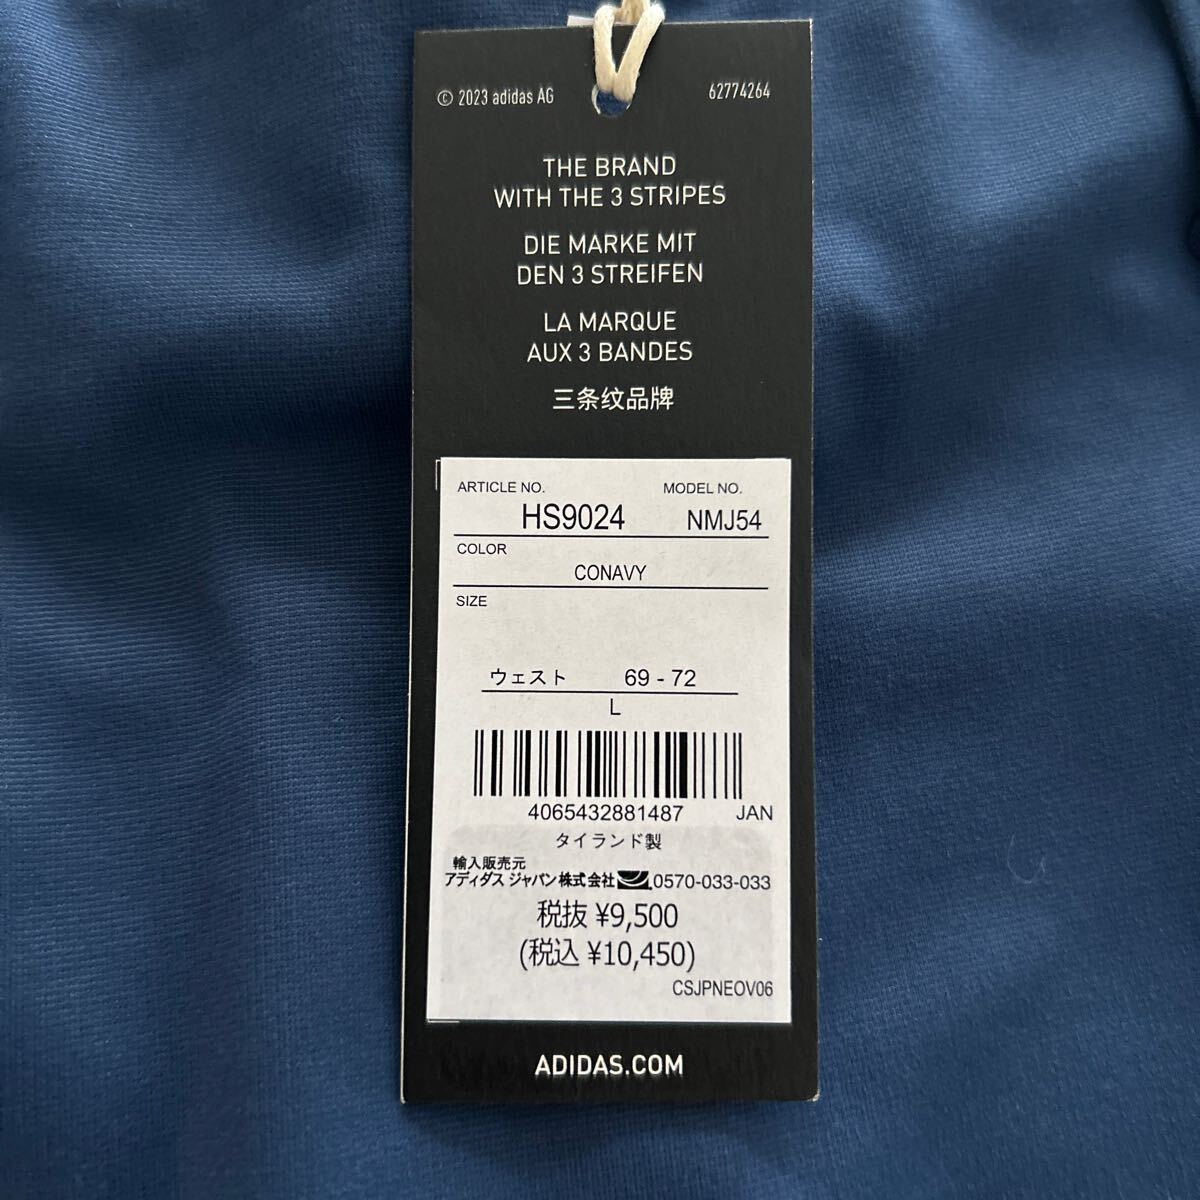 © 2023 adidas AG 62774264
THE BRAND
WITH THE 3 STRIPES
DIE MARKE MIT
DEN 3 STREIFEN
LA MARQUE
AUX 3 BANDES
三条纹品牌
ARTICLE NO. MODEL NO.
HS9024 NMJ54
COLOR
CONAVY
SIZE
ウェスト 69 - 72
L
4065432881487 JAN
タイランド製
輸入販売元
アディダス ジャパン株式会社 0570-033-033
税抜 ¥9,500
(税込 ¥10,450)
CSJPNEOV06
ADIDAS.COM